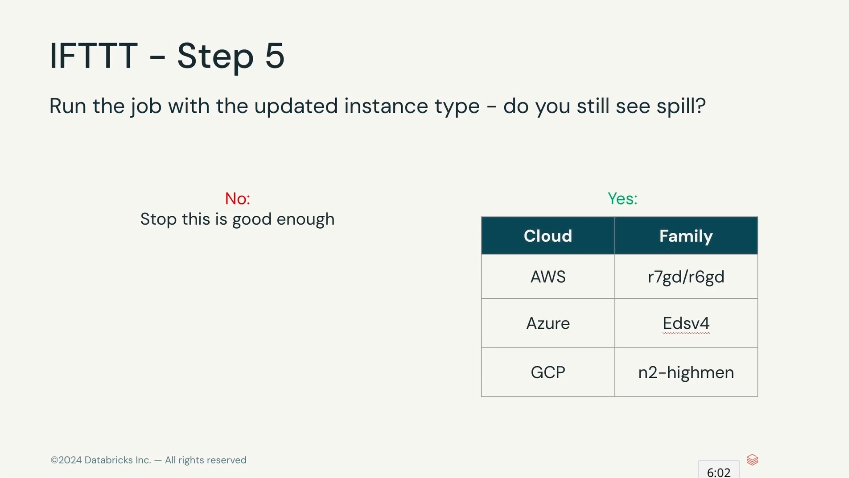 IFTTT - Step 5
Run the job with the updated instance type - do you still see spill?
No:
Stop this is good enough
Yes:
Cloud Family
AWS r7gd/r6gd
Azure Edsv4
GCP n2-highmen
©2024 Databricks Inc. — All rights reserved
6:02